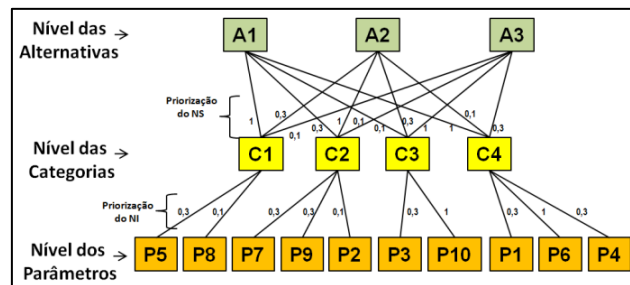 Nível das
Alternativas
A1 A2 A3
Priorização
do NS
1 0,3 0,1 0,3 1 0,1 0,1 0,3 1 1 0,1 0,3
Nível das
Categorias
C1 C2 C3 C4
Priorização
do NI
0,3 0,1 0,3 0,3 0,1 0,3 1 0,3 1 0,3
Nível dos
Parâmetros
P5 P8 P7 P9 P2 P3 P10 P1 P6 P4